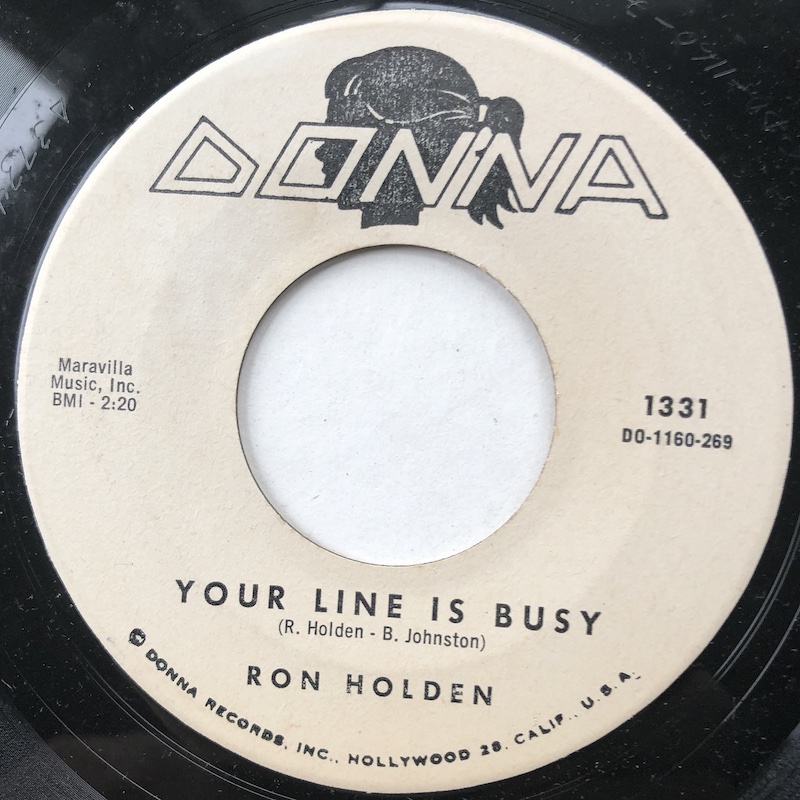 DONNA
Maravilla
Music, Inc.
BMI - 2:20
1331
DO-1160-269
YOUR LINE IS BUSY
(R. Holden - B. Johnston)
RON HOLDEN
© DONNA RECORDS, INC., HOLLYWOOD 28, CALIF., U.S.A.